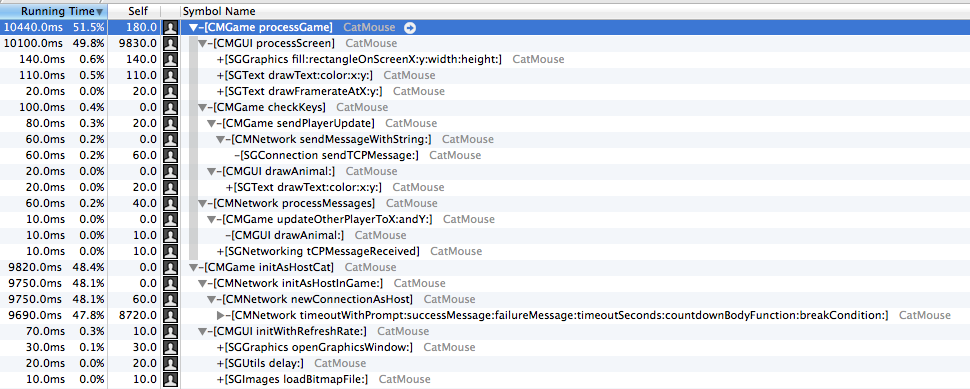 Running Time Self Symbol Name
10440.0ms 51.5% 180.0 -[CMGame processGame] CatMouse
10100.0ms 49.8% 9830.0 -[CMGUI processScreen] CatMouse
140.0ms 0.6% 140.0 +[SGGraphics fill:rectangleOnScreenX:y:width:height:] CatMouse
110.0ms 0.5% 110.0 +[SGText drawText:color:x:y:] CatMouse
20.0ms 0.0% 20.0 +[SGText drawFramerateAtX:y:] CatMouse
100.0ms 0.4% 0.0 -[CMGame checkKeys] CatMouse
80.0ms 0.3% 20.0 -[CMGame sendPlayerUpdate] CatMouse
60.0ms 0.2% 0.0 -[CMNetwork sendMessageWithString:] CatMouse
60.0ms 0.2% 60.0 -[SGConnection sendTCPMessage:] CatMouse
20.0ms 0.0% 0.0 -[CMGUI drawAnimal:] CatMouse
20.0ms 0.0% 20.0 +[SGText drawText:color:x:y:] CatMouse
60.0ms 0.2% 40.0 -[CMNetwork processMessages] CatMouse
10.0ms 0.0% 0.0 -[CMGame updateOtherPlayerToX:andY:] CatMouse
10.0ms 0.0% 10.0 -[CMGUI drawAnimal:] CatMouse
10.0ms 0.0% 10.0 +[SGNetworking tCPMessageReceived] CatMouse
9820.0ms 48.4% 0.0 -[CMGame initAsHostCat] CatMouse
9750.0ms 48.1% 0.0 -[CMNetwork initAsHostInGame:] CatMouse
9750.0ms 48.1% 60.0 -[CMNetwork newConnectionAsHost] CatMouse
9690.0ms 47.8% 8720.0 -[CMNetwork timeoutWithPrompt:successMessage:failureMessage:timeoutSeconds:countdownBodyFunction:breakCondition:] CatMouse
70.0ms 0.3% 10.0 -[CMGUI initWithRefreshRate:] CatMouse
30.0ms 0.1% 30.0 +[SGGraphics openGraphicsWindow:] CatMouse
20.0ms 0.0% 20.0 +[SGUtils delay:] CatMouse
10.0ms 0.0% 10.0 +[SGImages loadBitmapFile:] CatMouse